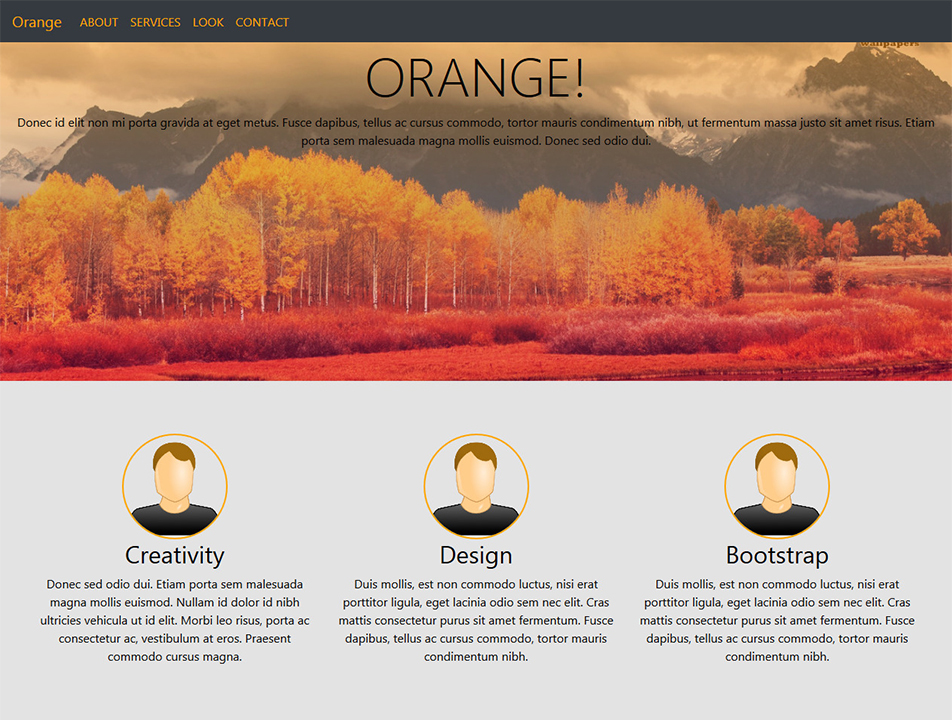 Orange ABOUT SERVICES LOOK CONTACT
wallpapers
ORANGE!
Donec id elit non mi porta gravida at eget metus. Fusce dapibus, tellus ac cursus commodo, tortor mauris condimentum nibh, ut fermentum massa justo sit amet risus. Etiam
porta sem malesuada magna mollis euismod. Donec sed odio dui.
Creativity
Donec sed odio dui. Etiam porta sem malesuada
magna mollis euismod. Nullam id dolor id nibh
ultricies vehicula ut id elit. Morbi leo risus, porta ac
consectetur ac, vestibulum at eros. Praesent
commodo cursus magna.
Design
Duis mollis, est non commodo luctus, nisi erat
porttitor ligula, eget lacinia odio sem nec elit. Cras
mattis consectetur purus sit amet fermentum. Fusce
dapibus, tellus ac cursus commodo, tortor mauris
condimentum nibh.
Bootstrap
Duis mollis, est non commodo luctus, nisi erat
porttitor ligula, eget lacinia odio sem nec elit. Cras
mattis consectetur purus sit amet fermentum. Fusce
dapibus, tellus ac cursus commodo, tortor mauris
condimentum nibh.